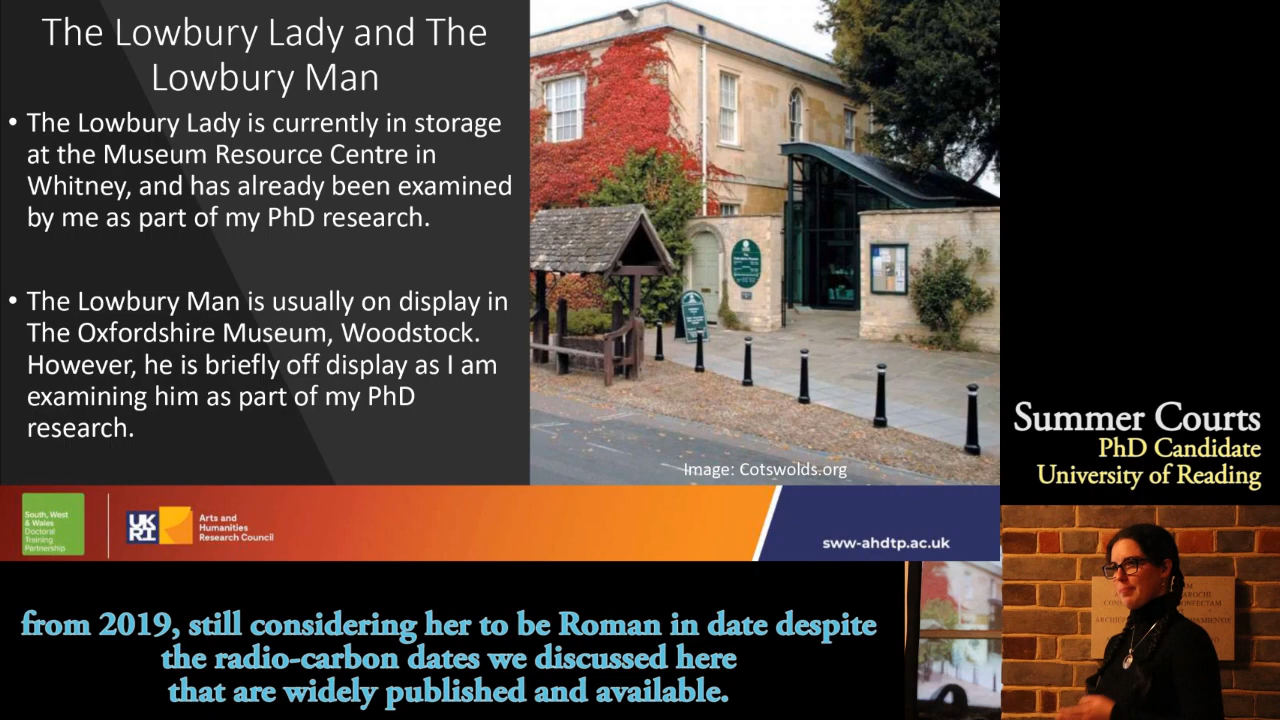 The Lowbury Lady and The
Lowbury Man
• The Lowbury Lady is currently in storage
at the Museum Resource Centre in
Whitney, and has already been examined
by me as part of my PhD research.
• The Lowbury Man is usually on display in
The Oxfordshire Museum, Woodstock.
However, he is briefly off display as I am
examining him as part of my PhD
research.
Image: Cotswolds.org
South, West
& Wales
Doctoral
Training
Partnership
UK
RI
Arts and
Humanities
Research Council
sww-ahdtp.ac.uk
Summer Courts
PhD Candidate
University of Reading
from 2019, still considering her to be Roman in date despite
the radio-carbon dates we discussed here
that are widely published and available.